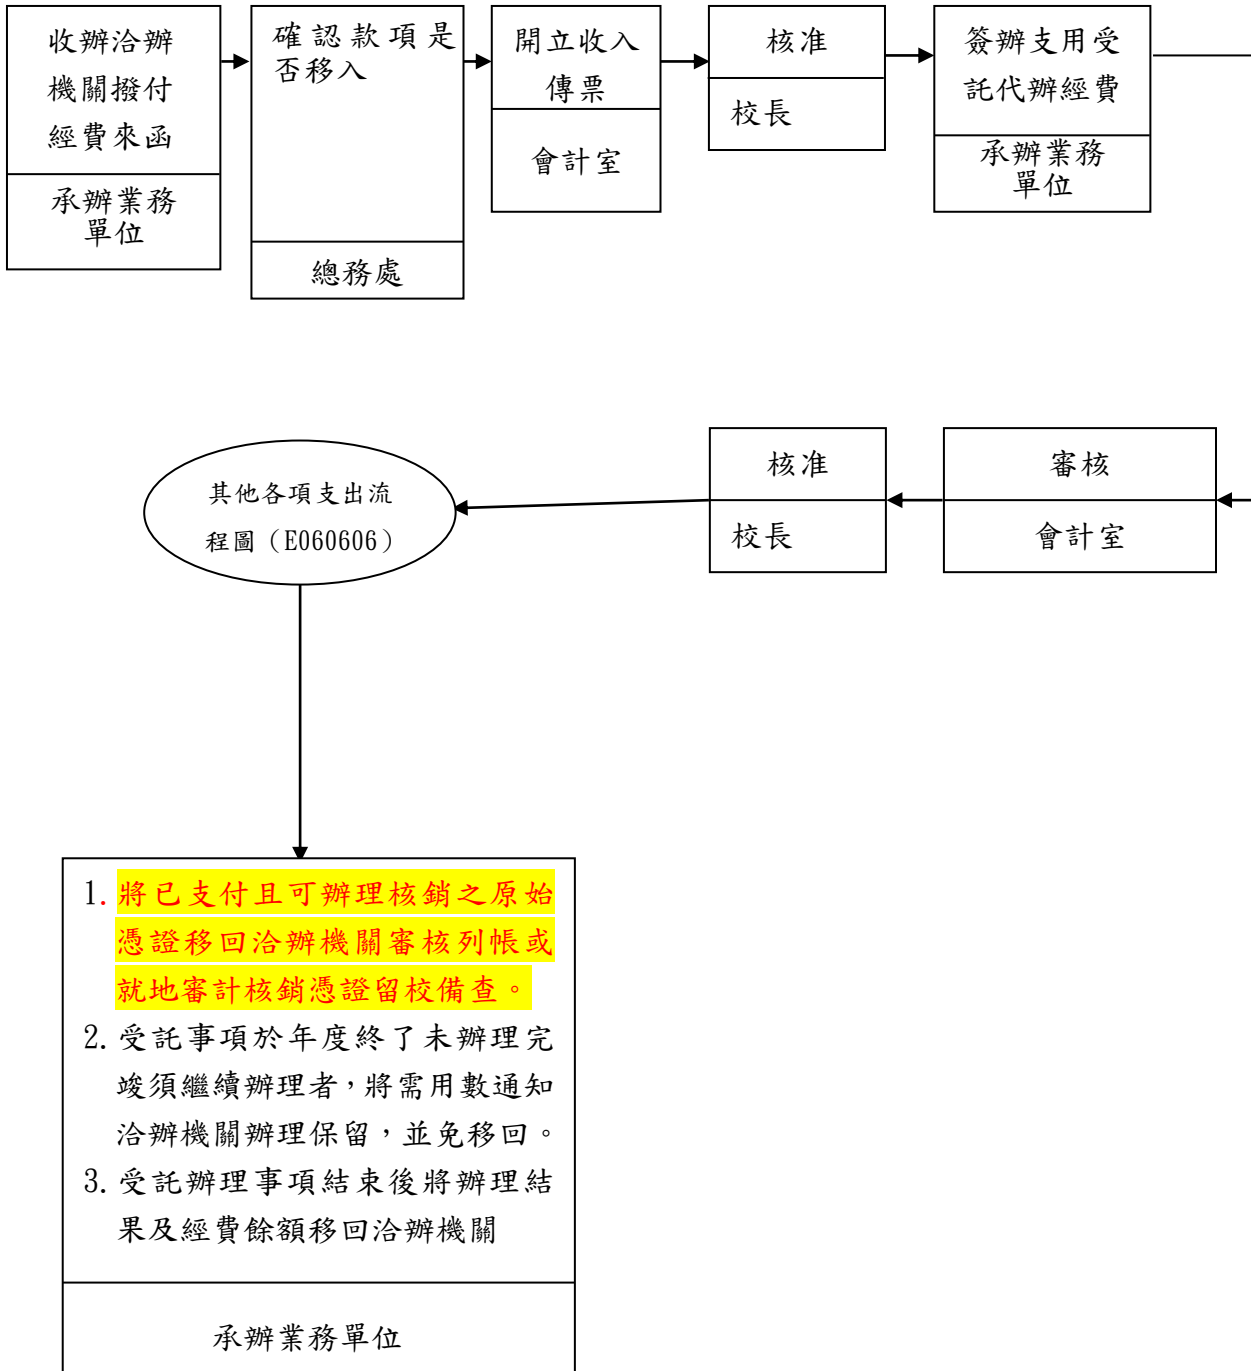 收辦洽辦
機關撥付
經費來函
承辦業務
單位
確認款項是
否移入
總務處
開立收入
傳票
會計室
核准
校長
簽辦支用受
託代辦經費
承辦業務
單位
審核
會計室
核准
校長
其他各項支出流
程圖（E060606）
1. 將已支付且可辦理核銷之原始
憑證移回洽辦機關審核列帳或
就地審計核銷憑證留校備查。
2. 受託事項於年度終了未辦理完
竣須繼續辦理者，將需用數通知
洽辦機關辦理保留，並免移回。
3. 受託辦理事項結束後將辦理結
果及經費餘額移回洽辦機關
承辦業務單位